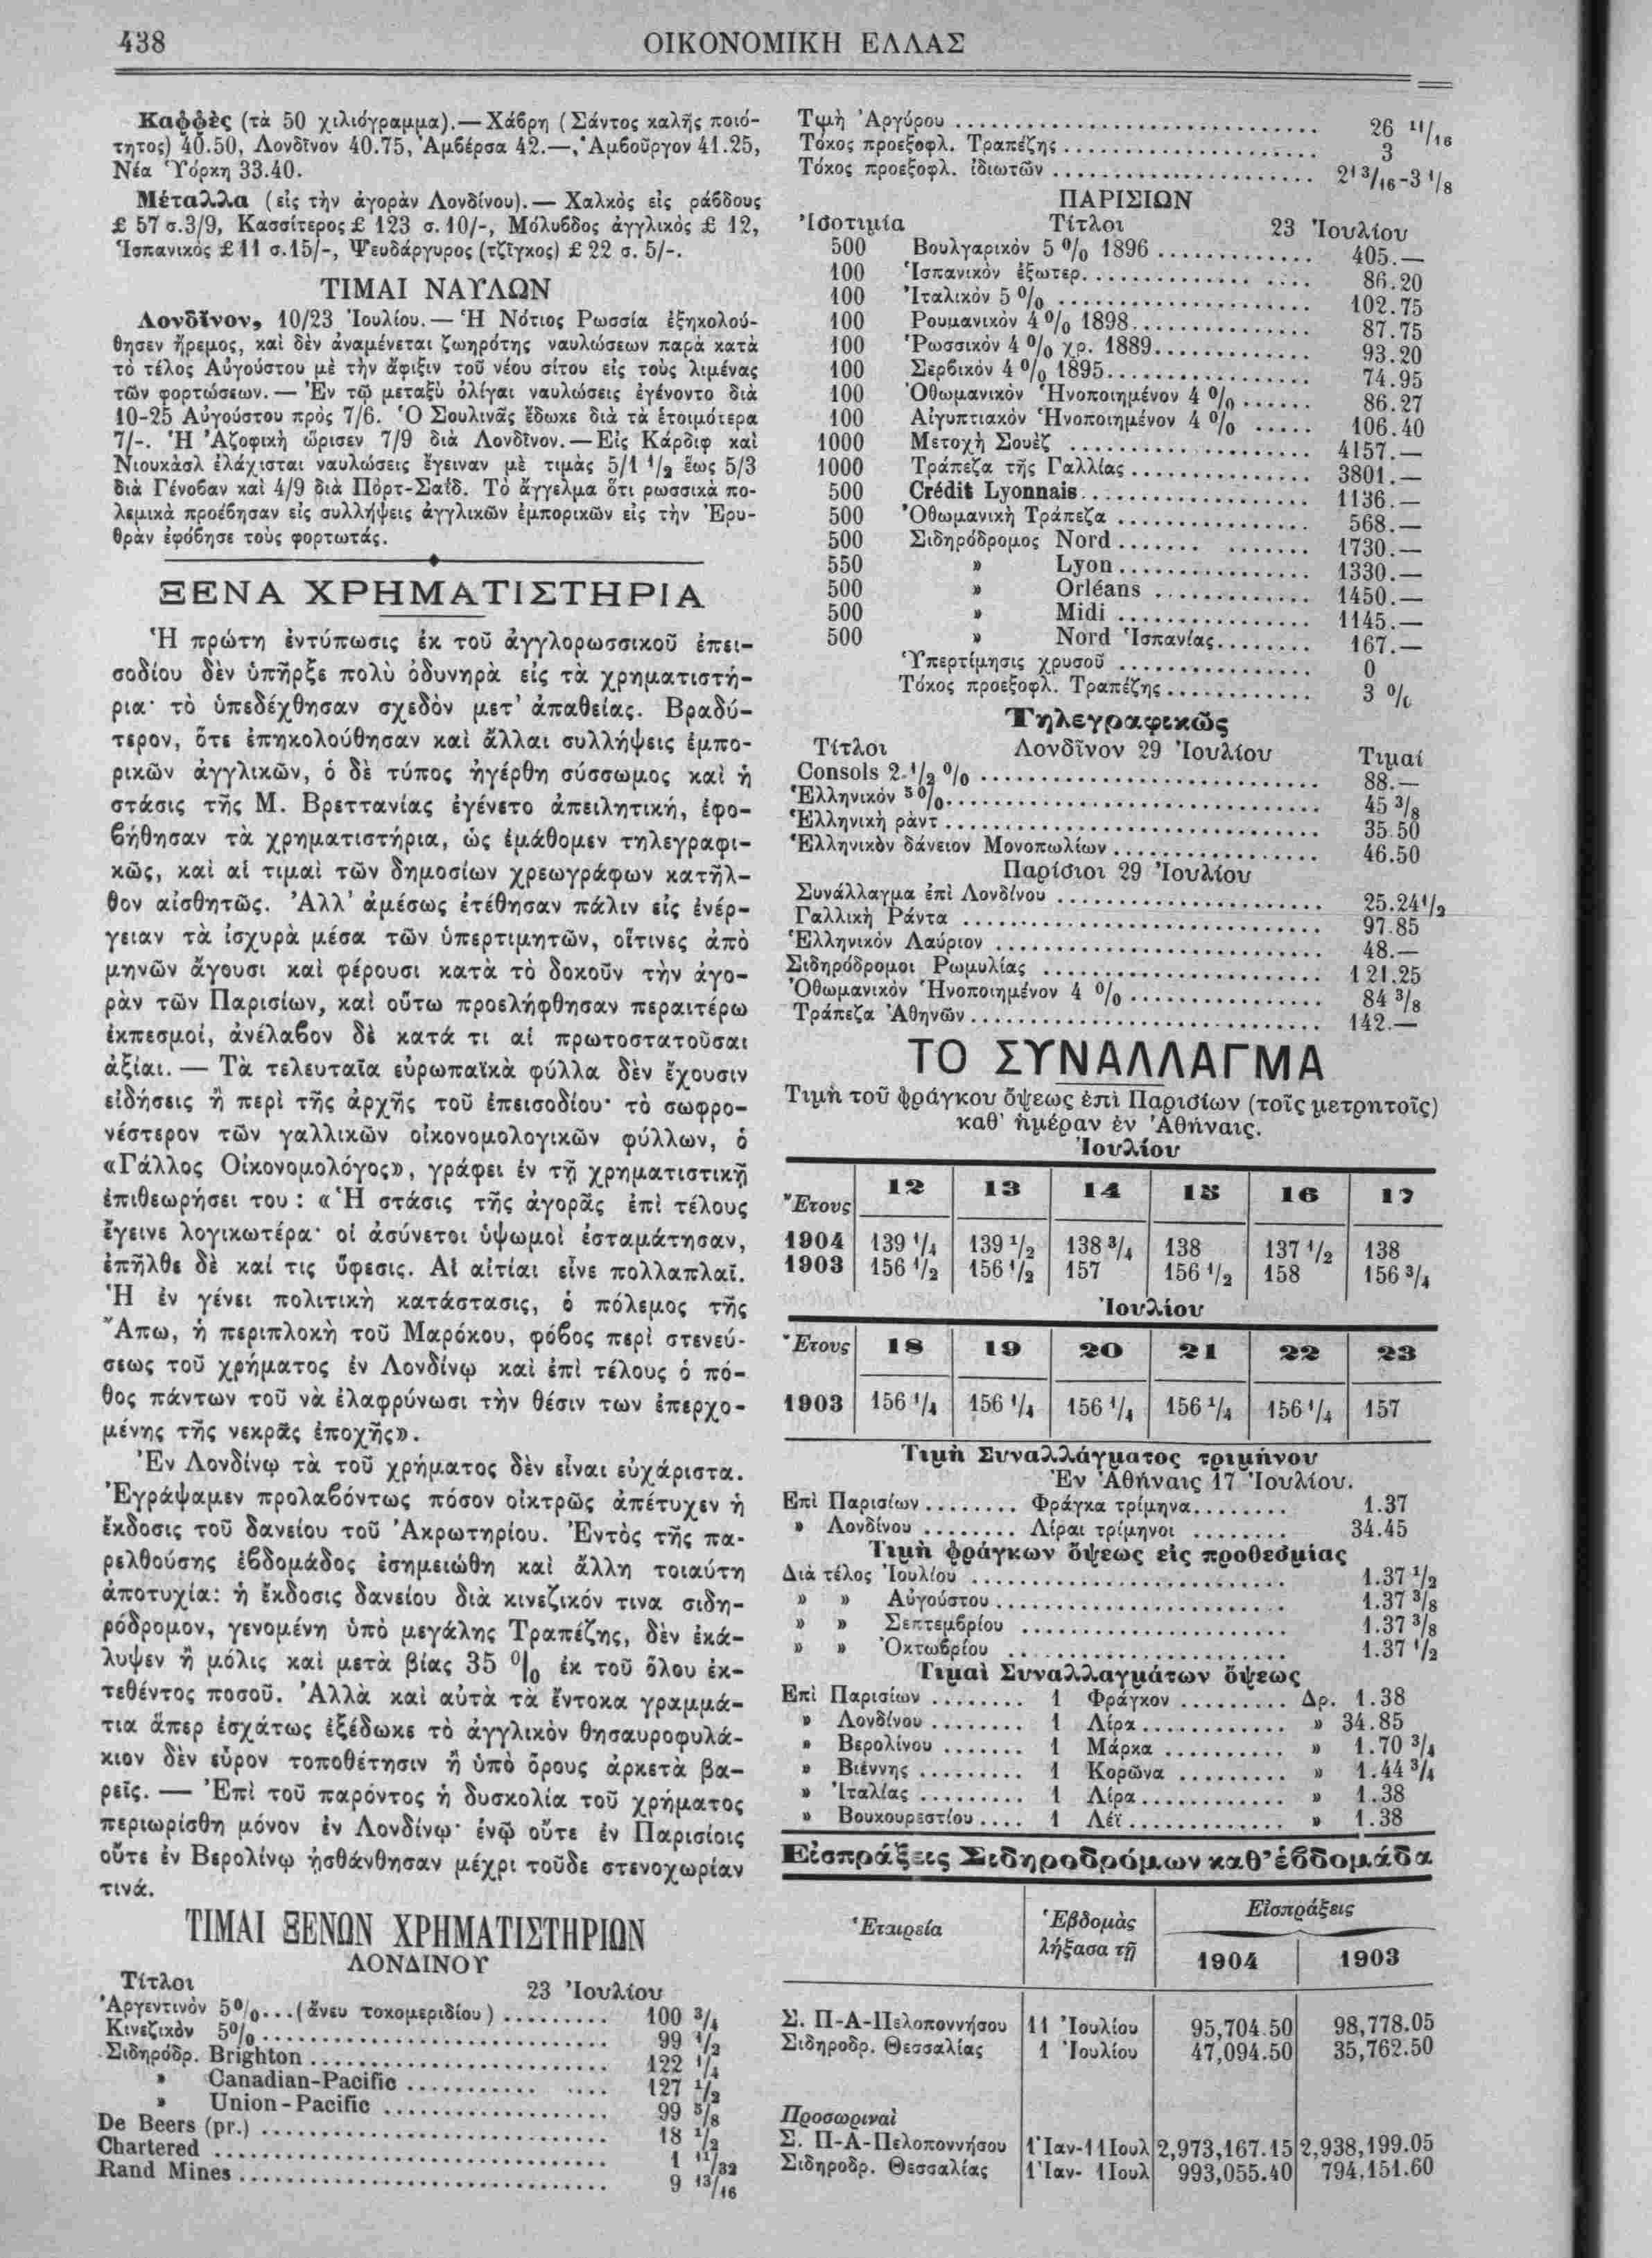 438
ΟΙΚΟΝΟΜΙΚΗ ΕΛΛΑΣ
Καφφὲς (τὰ 50 χιλιόγραμμα).— Χάβρη (Σάντος καλῆς ποιό-
τητος) 40.50, Λονδῖνον 40.75, Ἀμβέρσα 42.—, Ἀμβοῦργον 41.25,
Νέα Ὑόρκη 33.40.
Μέταλλα (εἰς τὴν ἀγορὰν Λονδίνου).— Χαλκὸς εἰς ράβδους
£ 57 σ.3/9, Κασσίτερος £ 123 σ. 10/-, Μόλυβδος ἀγγλικὸς £ 12,
Ἰσπανικὸς £ 11 σ.15/-, Ψευδάργυρος (τζῖγκος) £ 22 σ. 5/-.
ΤΙΜΑΙ ΝΑΥΛΩΝ
Λονδῖνον, 10/23 Ἰουλίου.— Ἡ Νότιος Ρωσσία ἐξηκολού-
θησεν ἤρεμος, καὶ δὲν ἀναμένεται ζωηρότης ναυλώσεων παρὰ κατὰ
τὸ τέλος Αὐγούστου μὲ τὴν ἄφιξιν τοῦ νέου σίτου εἰς τοὺς λιμένας
τῶν φορτώσεων.— Ἐν τῷ μεταξὺ ὀλίγαι ναυλώσεις ἐγένοντο διὰ
10-25 Αὐγούστου πρὸς 7/6. Ὁ Σουλινᾶς ἔδωκε διὰ τὰ ἑτοιμότερα
7/-. Ἡ Ἀζοφικὴ ὥρισεν 7/9 διὰ Λονδῖνον.— Εἰς Κάρδιφ καὶ
Νιουκὰσλ ἐλάχισται ναυλώσεις ἔγειναν μὲ τιμὰς 5/1 1/2 ἕως 5/3
διὰ Γένοβαν καὶ 4/9 διὰ Πόρτ-Σαΐδ. Τὸ ἄγγελμα ὅτι ρωσσικὰ πο-
λεμικὰ προέβησαν εἰς συλλήψεις ἀγγλικῶν ἐμπορικῶν εἰς τὴν Ἐρυ-
θρὰν ἐφόβησε τοὺς φορτωτάς.
ΞΕΝΑ ΧΡΗΜΑΤΙΣΤΗΡΙΑ
Ἡ πρώτη ἐντύπωσις ἐκ τοῦ ἀγγλορωσσικοῦ ἐπει-
σοδίου δὲν ὑπῆρξε πολὺ ὀδυνηρὰ εἰς τὰ χρηματιστή-
ρια· τὸ ὑπεδέχθησαν σχεδὸν μετ' ἀπαθείας. Βραδύ-
τερον, ὅτε ἐπηκολούθησαν καὶ ἄλλαι συλλήψεις ἐμπο-
ρικῶν ἀγγλικῶν, ὁ δὲ τύπος ἠγέρθη σύσσωμος καὶ ἡ
στάσις τῆς Μ. Βρεττανίας ἐγένετο ἀπειλητική, ἐφο-
βήθησαν τὰ χρηματιστήρια, ὡς ἐμάθομεν τηλεγραφι-
κῶς, καὶ αἱ τιμαὶ τῶν δημοσίων χρεωγράφων κατῆλ-
θον αἰσθητῶς. Ἀλλ' ἀμέσως ἐτέθησαν πάλιν εἰς ἐνέρ-
γειαν τὰ ἰσχυρὰ μέσα τῶν ὑπερτιμητῶν, οἵτινες ἀπὸ
μηνῶν ἄγουσι καὶ φέρουσι κατὰ τὸ δοκοῦν τὴν ἀγο-
ρὰν τῶν Παρισίων, καὶ οὕτω προελήφθησαν περαιτέρω
ἐκπεσμοί, ἀνέλαβον δὲ κατά τι αἱ πρωτοστατοῦσαι
ἀξίαι.— Τὰ τελευταῖα εὐρωπαϊκὰ φύλλα δὲν ἔχουσιν
εἰδήσεις ἢ περὶ τῆς ἀρχῆς τοῦ ἐπεισοδίου· τὸ σωφρο-
νέστερον τῶν γαλλικῶν οἰκονομολογικῶν φύλλων, ὁ
«Γάλλος Οἰκονομολόγος», γράφει ἐν τῇ χρηματιστικῇ
ἐπιθεωρήσει του : «Ἡ στάσις τῆς ἀγορᾶς ἐπὶ τέλους
ἔγεινε λογικωτέρα· οἱ ἀσύνετοι ὑψωμοὶ ἐσταμάτησαν,
ἐπῆλθε δὲ καί τις ὕφεσις. Αἱ αἰτίαι εἶνε πολλαπλαῖ.
Ἡ ἐν γένει πολιτικὴ κατάστασις, ὁ πόλεμος τῆς
Ἄπω, ἡ περιπλοκὴ τοῦ Μαρόκου, φόβος περὶ στενεύ-
σεως τοῦ χρήματος ἐν Λονδίνῳ καὶ ἐπὶ τέλους ὁ πό-
θος πάντων τοῦ νὰ ἐλαφρύνωσι τὴν θέσιν των ἐπερχο-
μένης τῆς νεκρᾶς ἐποχῆς».
Ἐν Λονδίνῳ τὰ τοῦ χρήματος δὲν εἶναι εὐχάριστα.
Ἐγράψαμεν προλαβόντως πόσον οἰκτρῶς ἀπέτυχεν ἡ
ἔκδοσις τοῦ δανείου τοῦ Ἀκρωτηρίου. Ἐντὸς τῆς πα-
ρελθούσης ἑβδομάδος ἐσημειώθη καὶ ἄλλη τοιαύτη
ἀποτυχία: ἡ ἔκδοσις δανείου διὰ κινεζικόν τινα σιδη-
ρόδρομον, γενομένη ὑπὸ μεγάλης Τραπέζης, δὲν ἐκά-
λυψεν ἢ μόλις καὶ μετὰ βίας 35 % ἐκ τοῦ ὅλου ἐκ-
τεθέντος ποσοῦ. Ἀλλὰ καὶ αὐτὰ τὰ ἔντοκα γραμμά-
τια ἅπερ ἐσχάτως ἐξέδωκε τὸ ἀγγλικὸν θησαυροφυλά-
κιον δὲν εὗρον τοποθέτησιν ἢ ὑπὸ ὅρους ἀρκετὰ βα-
ρεῖς. — Ἐπὶ τοῦ παρόντος ἡ δυσκολία τοῦ χρήματος
περιωρίσθη μόνον ἐν Λονδίνῳ· ἐνῷ οὔτε ἐν Παρισίοις
οὔτε ἐν Βερολίνῳ ᾐσθάνθησαν μέχρι τοῦδε στενοχωρίαν
τινά.
ΤΙΜΑΙ ΞΕΝΩΝ ΧΡΗΜΑΤΙΣΤΗΡΙΩΝ
ΛΟΝΔΙΝΟΥ
Τίτλοι 23 Ἰουλίου
Ἀργεντινὸν 5%...(ἄνευ τοκομεριδίου) ......... 100 3/4
Κινεζικὸν 5% ......... 99 1/2
Σιδηρόδρ. Brighton ......... 122 1/4
» Canadian-Pacific ......... 127 1/2
» Union-Pacific ......... 99 5/8
De Beers (pr.) ......... 18 1/2
Chartered ......... 1 11/32
Rand Mines ......... 9 13/16
Τιμὴ Ἀργύρου ......... 26 11/16
Τόκος προεξοφλ. Τραπέζης ......... 3
Τόκος προεξοφλ. ἰδιωτῶν ......... 2 13/16-3 1/8
ΠΑΡΙΣΙΩΝ
Ἰσοτιμία Τίτλοι 23 Ἰουλίου
500 Βουλγαρικὸν 5 % 1896 ......... 405.—
100 Ἱσπανικὸν ἐξωτερ. ......... 86.20
100 Ἰταλικὸν 5 % ......... 102.75
100 Ρουμανικὸν 4 % 1898 ......... 87.75
100 Ρωσσικὸν 4 % χρ. 1889 ......... 93.20
100 Σερβικὸν 4 % 1895 ......... 74.95
100 Ὀθωμανικὸν Ἡνοποιημένον 4 % ...... 86.27
100 Αἰγυπτιακὸν Ἡνοποιημένον 4 % ..... 106.40
1000 Μετοχὴ Σουὲζ ......... 4157.—
1000 Τράπεζα τῆς Γαλλίας ......... 3801.—
500 Crédit Lyonnais ......... 1136.—
500 Ὀθωμανικὴ Τράπεζα ......... 568.—
500 Σιδηρόδρομος Nord ......... 1730.—
550 » Lyon ......... 1330.—
500 » Orléans ......... 1450.—
500 » Midi ......... 1145.—
500 » Nord Ἱσπανίας ......... 167.—
Ὑπερτίμησις χρυσοῦ ......... 0
Τόκος προεξοφλ. Τραπέζης ......... 3 %
Τηλεγραφικῶς
Τίτλοι Λονδῖνον 29 Ἰουλίου Τιμαί
Consols 2.1/2 % ......... 88.—
Ἑλληνικὸν 5% ......... 45 3/8
Ἑλληνικὴ ρὰντ ......... 35.50
Ἑλληνικὸν δάνειον Μονοπωλίων ......... 46.50
Παρίσιοι 29 Ἰουλίου
Συνάλλαγμα ἐπὶ Λονδίνου ......... 25.24 1/2
Γαλλικὴ Ράντα ......... 97.85
Ἑλληνικὸν Λαύριον ......... 48.—
Σιδηρόδρομοι Ρωμυλίας ......... 121.25
Ὀθωμανικὸν Ἡνοποιημένον 4 % ......... 84 3/8
Τράπεζα Ἀθηνῶν ......... 142.—
ΤΟ ΣΥΝΑΛΛΑΓΜΑ
Τιμὴ τοῦ φράγκου ὄψεως ἐπὶ Παρισίων (τοῖς μετρητοῖς)
καθ' ἡμέραν ἐν Ἀθήναις.
Ἰουλίου
Ἔτους 12 13 14 15 16 17
1904 139 1/4 139 1/2 138 3/4 138 137 1/2 138
1903 156 1/2 156 1/2 157 156 1/2 158 156 3/4
Ἰουλίου
Ἔτους 18 19 20 21 22 23
1903 156 1/4 156 1/4 156 1/4 156 1/4 156 1/4 157
Τιμὴ Συναλλάγματος τριμήνου
Ἐν Ἀθήναις 17 Ἰουλίου.
Ἐπὶ Παρισίων ........ Φράγκα τρίμηνα ........ 1.37
» Λονδίνου ........ Λίραι τρίμηνοι ........ 34.45
Τιμὴ φράγκων ὄψεως εἰς προθεσμίας
Διὰ τέλος Ἰουλίου ......... 1.37 1/2
» » Αὐγούστου ......... 1.37 3/8
» » Σεπτεμβρίου ......... 1.37 3/8
» » Ὀκτωβρίου ......... 1.37 1/2
Τιμαὶ Συναλλαγμάτων ὄψεως
Ἐπὶ Παρισίων ........ 1 Φράγκον ......... Δρ. 1.38
» Λονδίνου ........ 1 Λίρα ......... » 34.85
» Βερολίνου ....... 1 Μάρκα ......... » 1.70 3/4
» Βιέννης ......... 1 Κορῶνα ......... » 1.44 3/4
» Ἰταλίας ......... 1 Λίρα ......... » 1.38
» Βουκουρεστίου .... 1 Λέϊ ......... » 1.38
Εἰσπράξεις Σιδηροδρόμων καθ' ἑβδομάδα
Ἑταιρεία Ἑβδομὰς λήξασα τῇ Εἰσπράξεις
1904 1903
Σ. Π-Α-Πελοποννήσου 11 Ἰουλίου 95,704.50 98,778.05
Σιδηροδρ. Θεσσαλίας 1 Ἰουλίου 47,094.50 35,762.50
Προσωριναὶ
Σ. Π-Α-Πελοποννήσου 1 Ἰαν-11Ιουλ 2,973,167.15 2,938,199.05
Σιδηροδρ. Θεσσαλίας 1 Ἰαν- 1Ιουλ 993,055.40 794,151.60